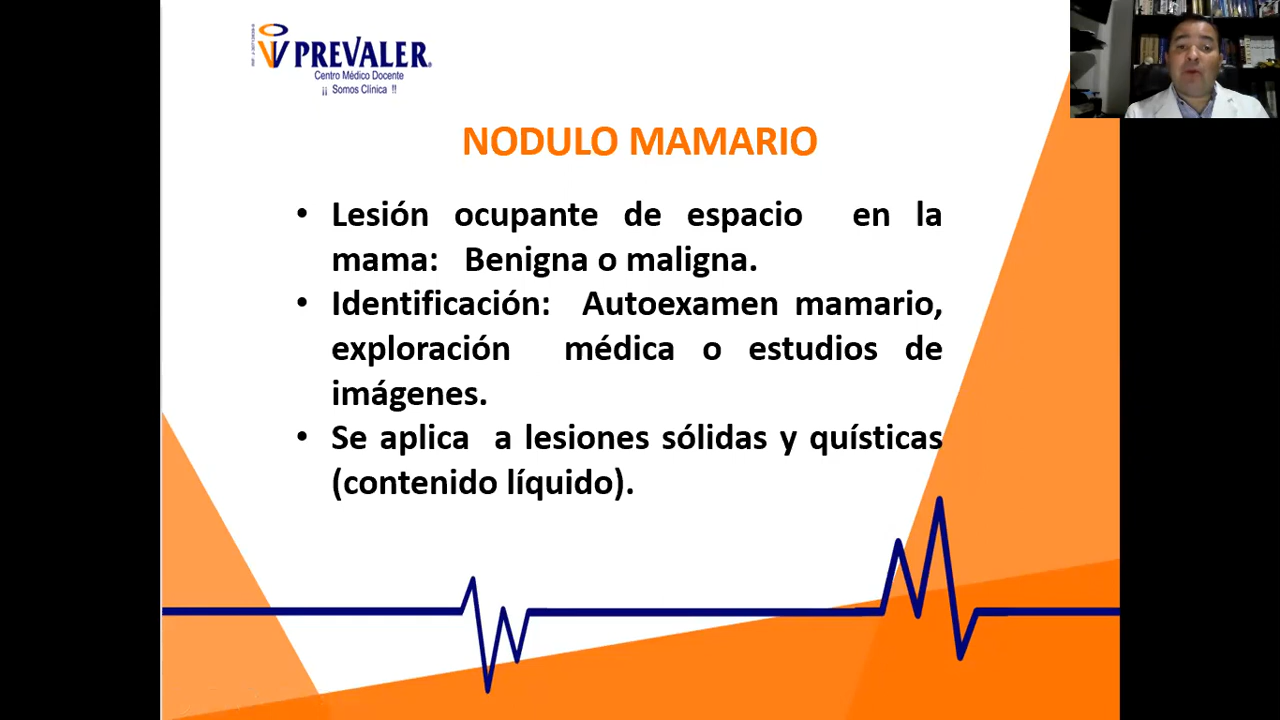 PREVALER
Centro Médico Docente
¡¡ Somos Clínica !!
NODULO MAMARIO
• Lesión ocupante de espacio en la
mama: Benigna o maligna.
• Identificación: Autoexamen mamario,
exploración médica o estudios de
imágenes.
• Se aplica a lesiones sólidas y quísticas
(contenido líquido).